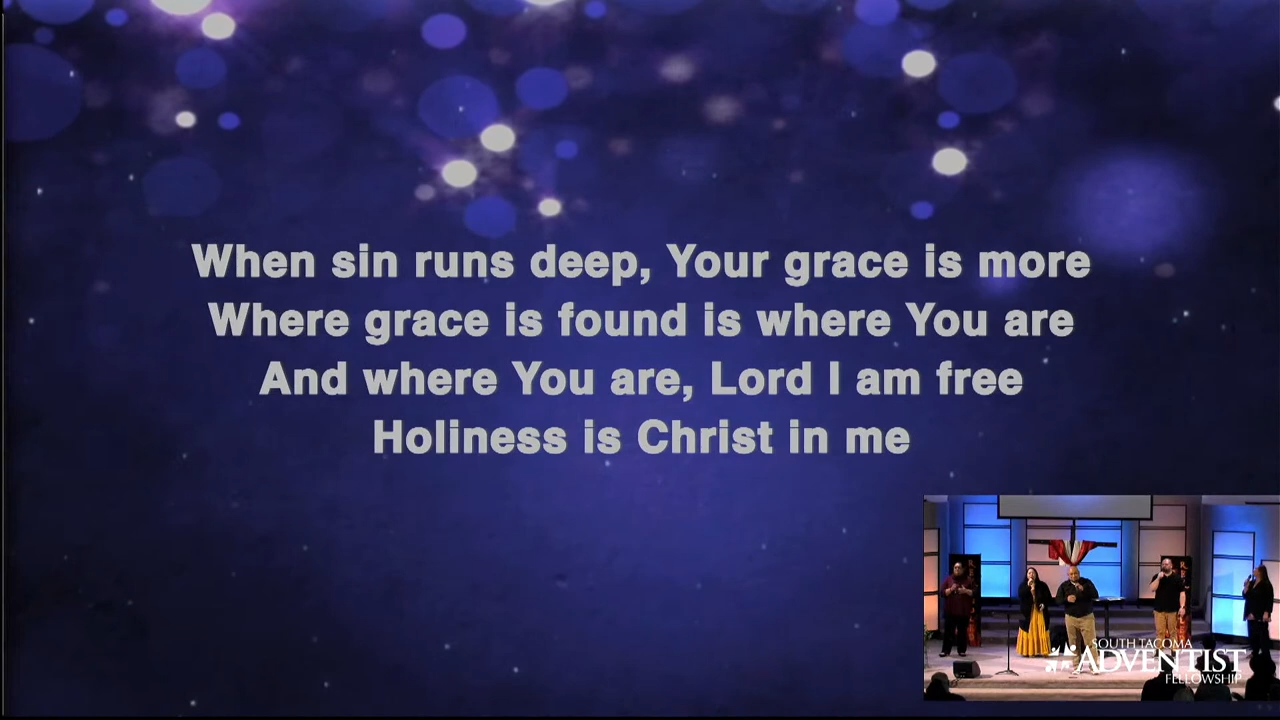 When sin runs deep, Your grace is more
Where grace is found is where You are
And where You are, Lord I am free
Holiness is Christ in me
SOUTH TACOMA
ADVENTIST
FELLOWSHIP